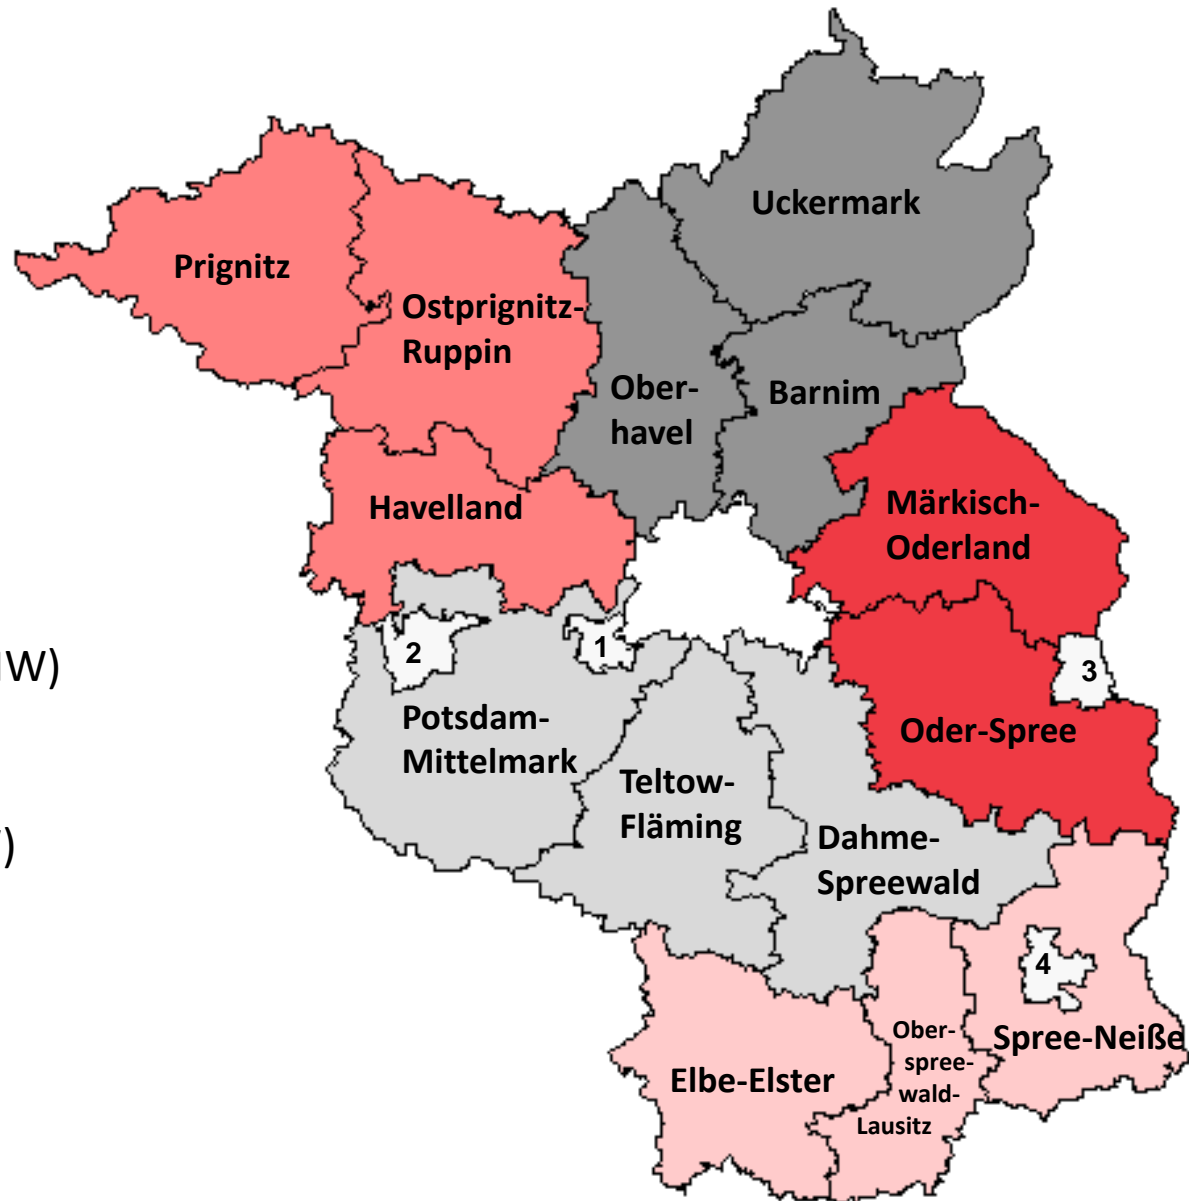 Uckermark
Prignitz
Ostprignitz-
Ruppin
Ober-
havel
Barnim
Havelland
Märkisch-
Oderland
1
2
3
Potsdam-
Mittelmark
Oder-Spree
Teltow-
Fläming
Dahme-
Spreewald
4
Ober-
spree-
wald-
Lausitz
Spree-Neiße
Elbe-Elster
W)
)